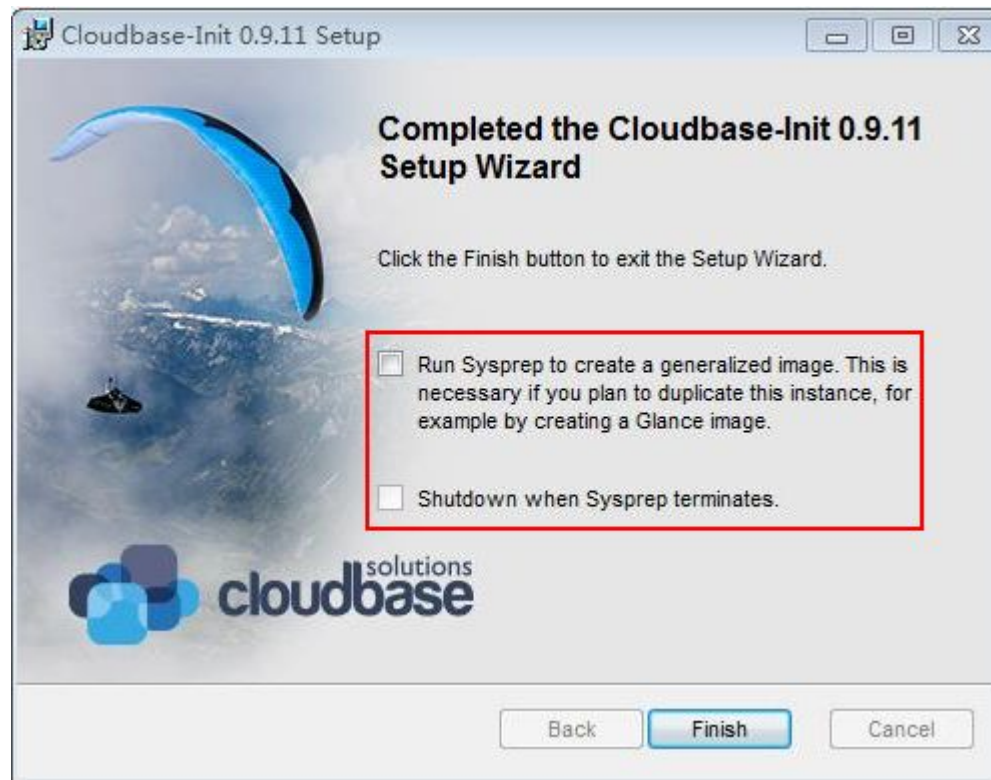 Cloudbase-Init 0.9.11 Setup
Completed the Cloudbase-Init 0.9.11
Setup Wizard
Click the Finish button to exit the Setup Wizard.
Run Sysprep to create a generalized image. This is
necessary if you plan to duplicate this instance, for
example by creating a Glance image.
Shutdown when Sysprep terminates.
solutions
cloudbase
Back
Finish
Cancel